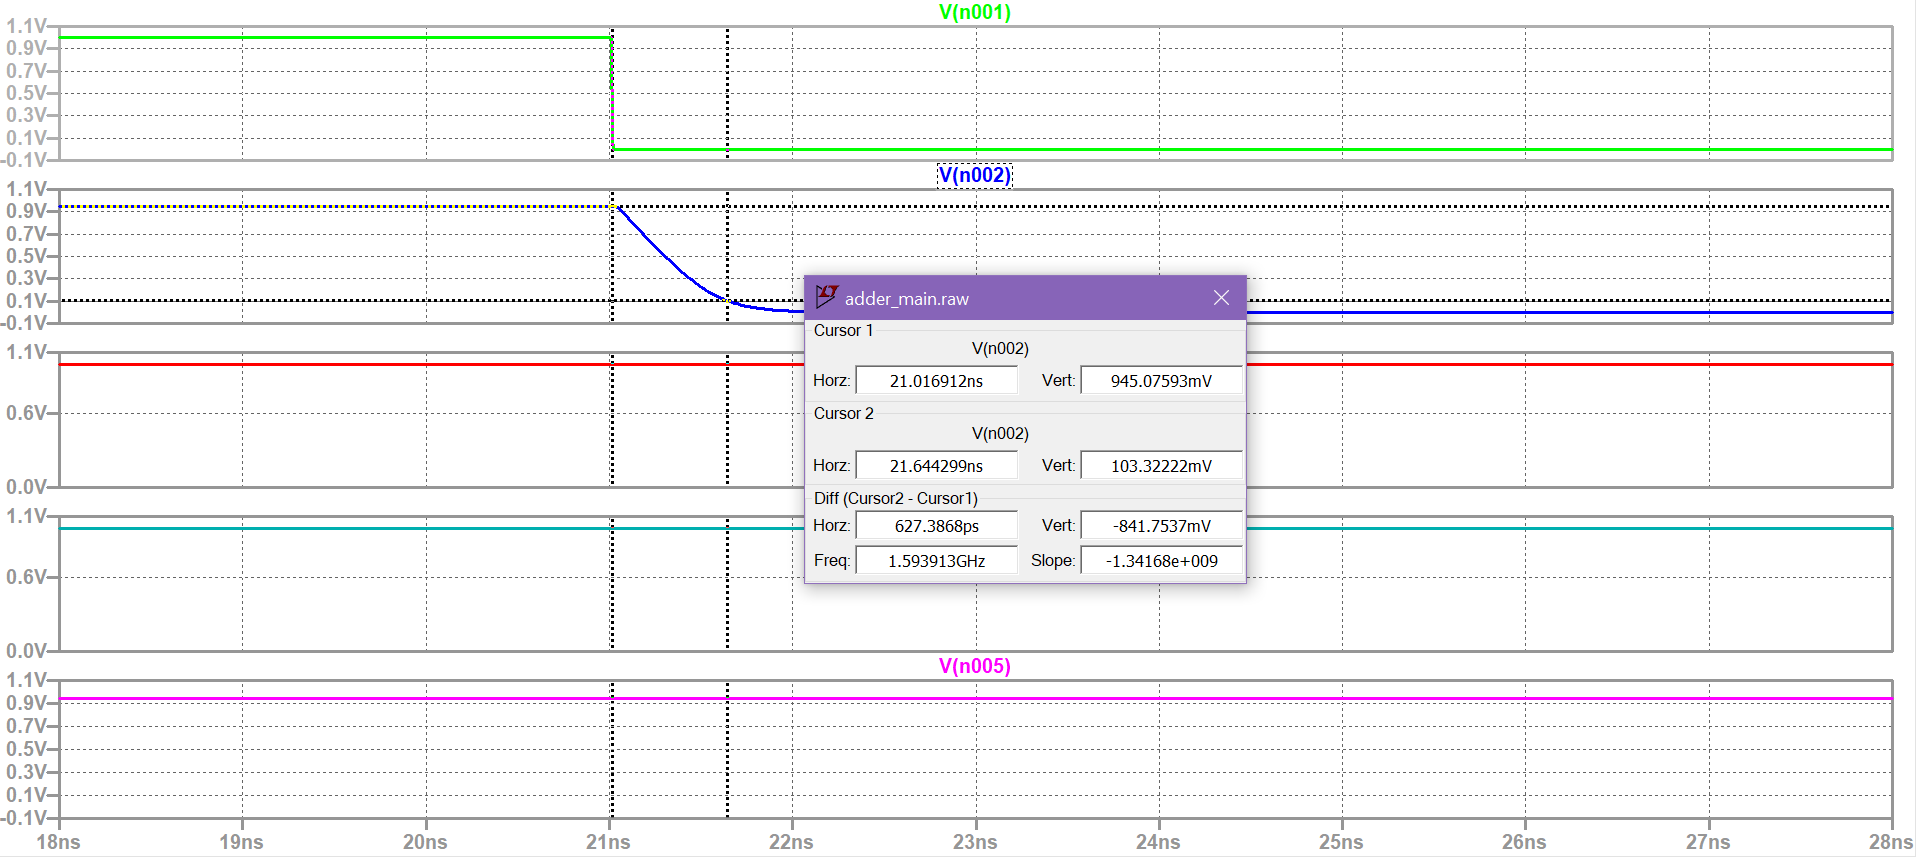 V(n001)
1.1V
0.9V
0.7V
0.5V
0.3V
0.1V
-0.1V
V(n002)
1.1V
0.9V
0.7V
0.5V
0.3V
0.1V
-0.1V
adder_main.raw
Cursor 1
V(n002)
Horz: 21.016912ns Vert: 945.07593mV
Cursor 2
V(n002)
Horz: 21.644299ns Vert: 103.32222mV
Diff (Cursor2 - Cursor1)
Horz: 627.3868ps Vert: -841.7537mV
Freq: 1.593913GHz Slope: -1.34168e+009
1.1V
0.6V
0.0V
1.1V
0.6V
0.0V
V(n005)
1.1V
0.9V
0.7V
0.5V
0.3V
0.1V
-0.1V
18ns 19ns 20ns 21ns 22ns 23ns 24ns 25ns 26ns 27ns 28ns